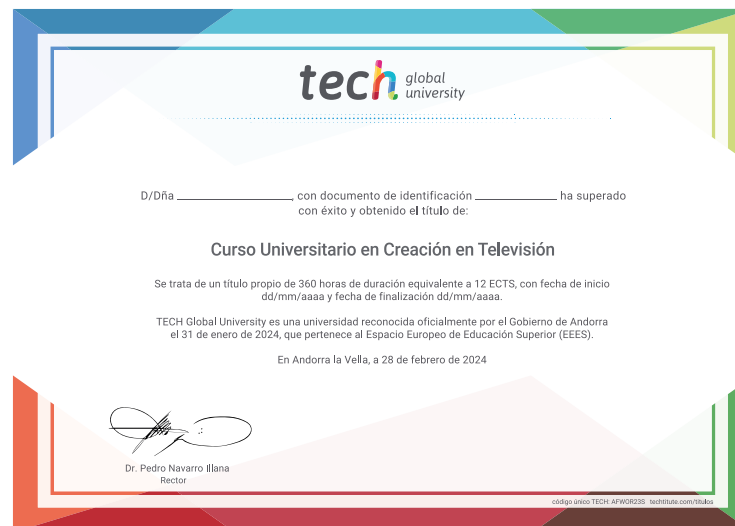 tech global
university
D/Dña ______________, con documento de identificación __________ ha superado
con éxito y obtenido el título de:
Curso Universitario en Creación en Televisión
Se trata de un título propio de 360 horas de duración equivalente a 12 ECTS, con fecha de inicio
dd/mm/aaaa y fecha de finalización dd/mm/aaaa.
TECH Global University es una universidad reconocida oficialmente por el Gobierno de Andorra
el 31 de enero de 2024, que pertenece al Espacio Europeo de Educación Superior (EEES).
En Andorra la Vella, a 28 de febrero de 2024
Dr. Pedro Navarro Illana
Rector
código único TECH: AFWOR23S techtitute.com/titulos